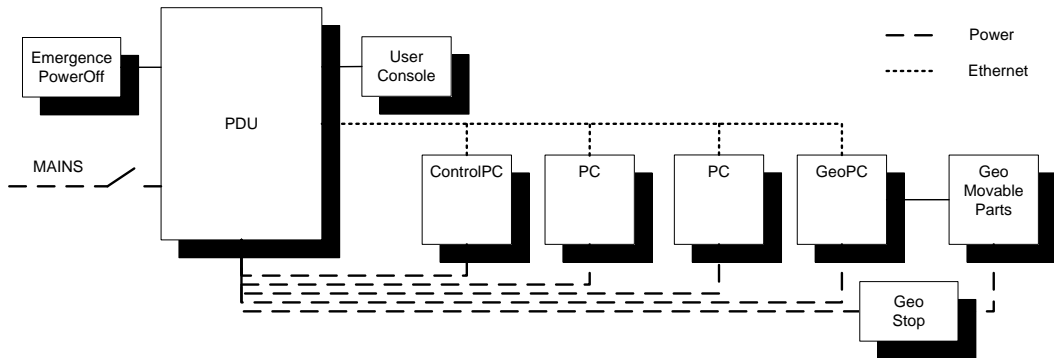 Emergence
PowerOff
PDU
User
Console
Power
Ethernet
MAINS
ControlPC
PC
PC
GeoPC
Geo
Movable
Parts
Geo
Stop